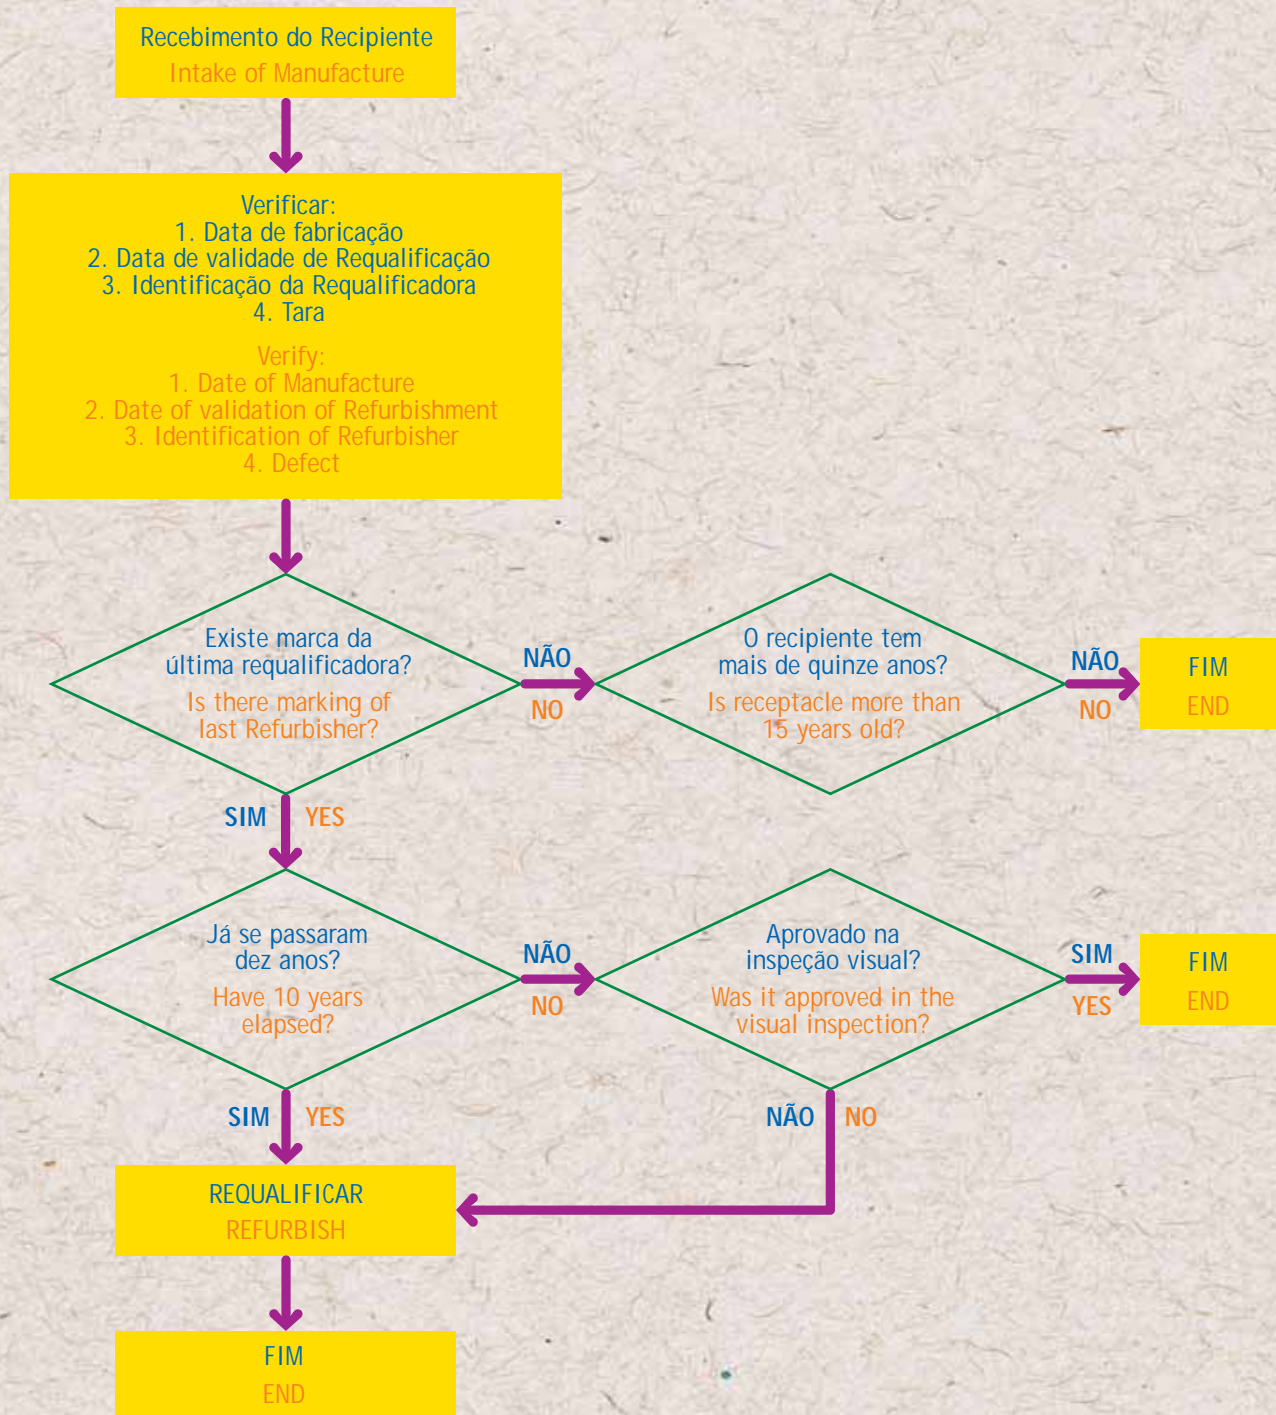 Recebimento do Recipiente
Intake of Manufacture
Verificar:
1. Data de fabricação
2. Data de validade de Requalificação
3. Identificação da Requalificadora
4. Tara
Verify:
1. Date of Manufacture
2. Date of validation of Refurbishment
3. Identification of Refurbisher
4. Defect
Existe marca da
última requalificadora?
Is there marking of
last Refurbisher?
NÃO
NO
O recipiente tem
mais de quinze anos?
Is receptacle more than
15 years old?
NÃO
NO
FIM
END
SIM YES
Já se passaram
dez anos?
Have 10 years
elapsed?
NÃO
NO
Aprovado na
inspeção visual?
Was it approved in the
visual inspection?
SIM
YES
FIM
END
SIM YES
NÃO NO
REQUALIFICAR
REFURBISH
FIM
END